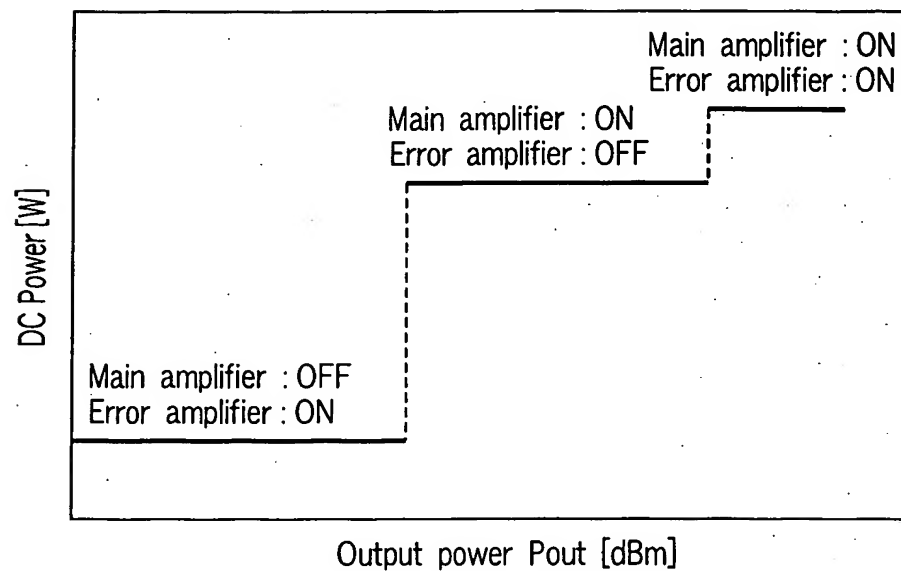 Main amplifier : ON
Error amplifier : ON
Main amplifier : ON
Error amplifier : OFF
DC Power [W]
Main amplifier : OFF
Error amplifier : ON
Output power Pout [dBm]